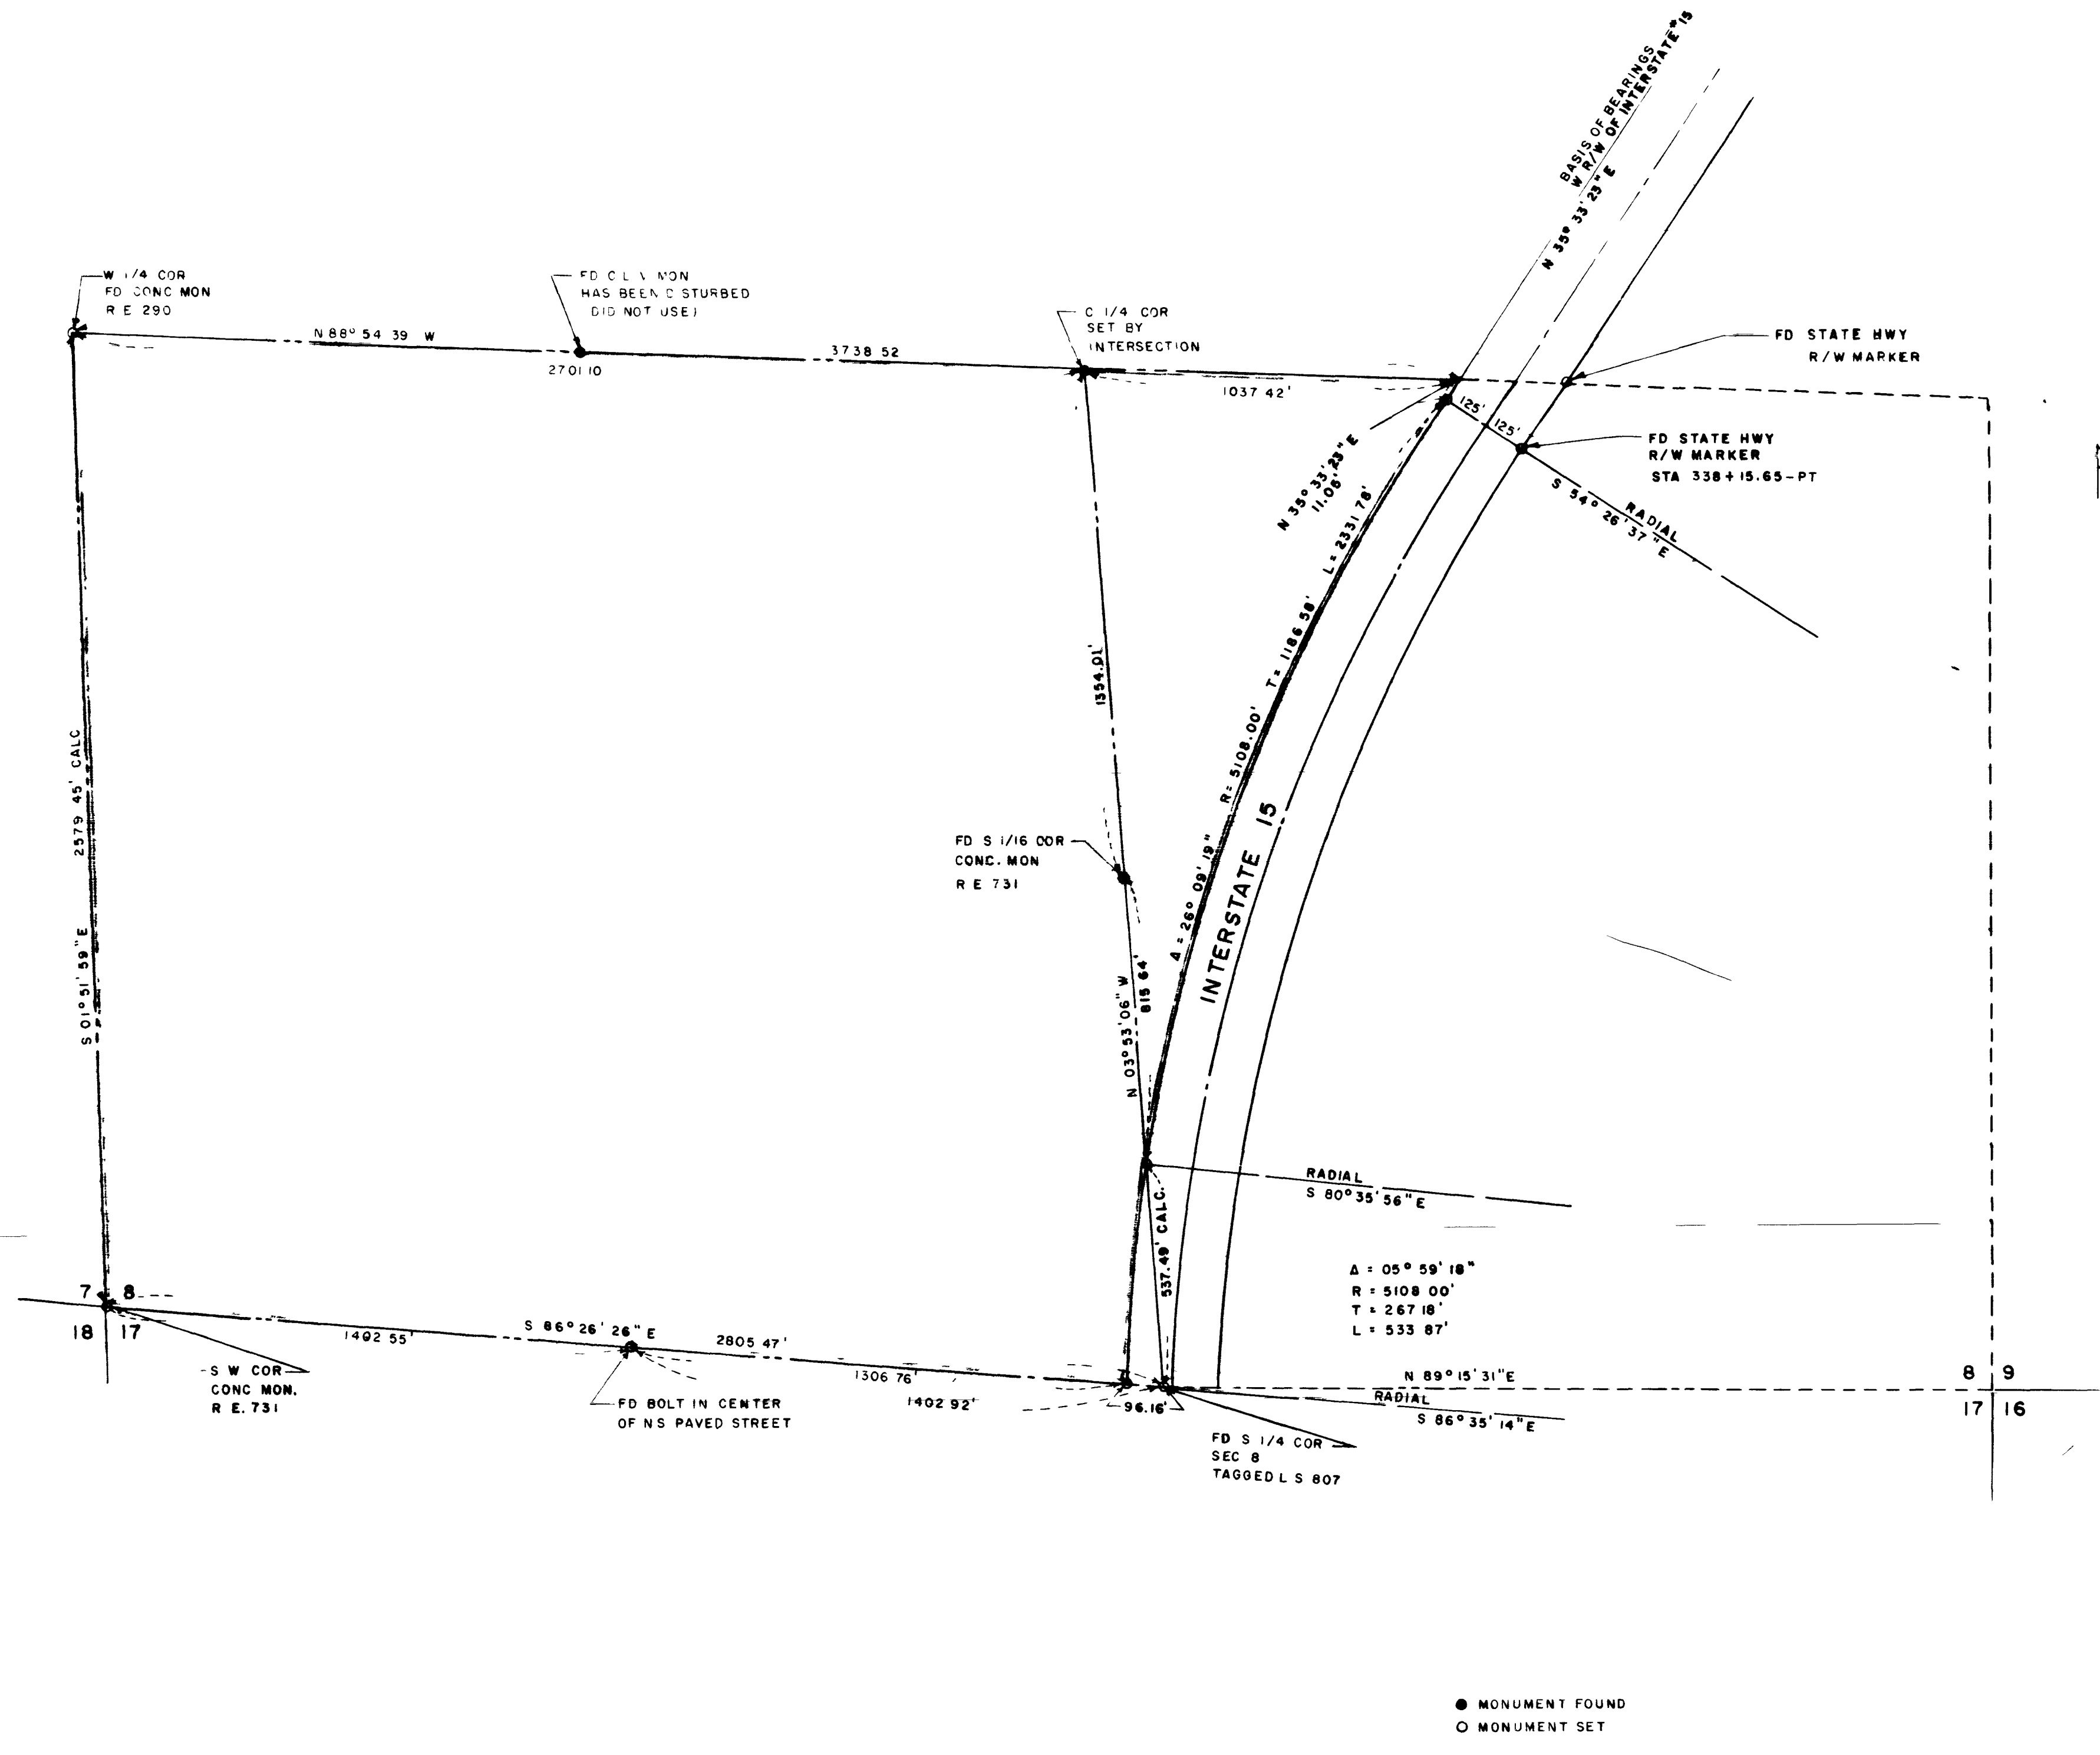 BASIS OF BEARINGS
W R/W OF INTERSTATE #15
N 35° 33' 23" E
W 1/4 COR
FD CONC MON
R E 290
HAS BEEN
DID NOT USE)
C 1/4 COR
SET BY
INTERSECTION
FD STATE HWY
R/W MARKER
N 88° 54 39 W
3738 52
2701 10
1037 42'
125'
125'
FD STATE HWY
R/W MARKER
STA 338+15.65-PT
N 35° 33' 23" E
11.05'
RADIAL
S 54° 26' 37" E
L = 2331 78'
T = 1186 58'
R = 5108.00'
Δ = 26° 09' 19"
INTERSTATE 15
1354.01'
2579 45' CALC
S 01° 51' 59" E
FD S 1/16 COR
CONC. MON
R E 731
N 03° 53' 06" W
815 64'
RADIAL
S 80° 35' 56" E
537.49' CALC.
Δ = 05° 59' 18"
R = 5108 00'
T = 267 18'
L = 533 87'
7 8
18 17
S 86° 26' 26" E
1402 55'
2805 47'
1306 76'
1402 92'
96.16'
N 89° 15' 31" E
RADIAL
S 86° 35' 14" E
8 9
17 16
S W COR
CONC MON.
R E. 731
FD BOLT IN CENTER
OF N S PAVED STREET
FD S 1/4 COR
SEC 8
TAGGED L S 807
MONUMENT FOUND
MONUMENT SET